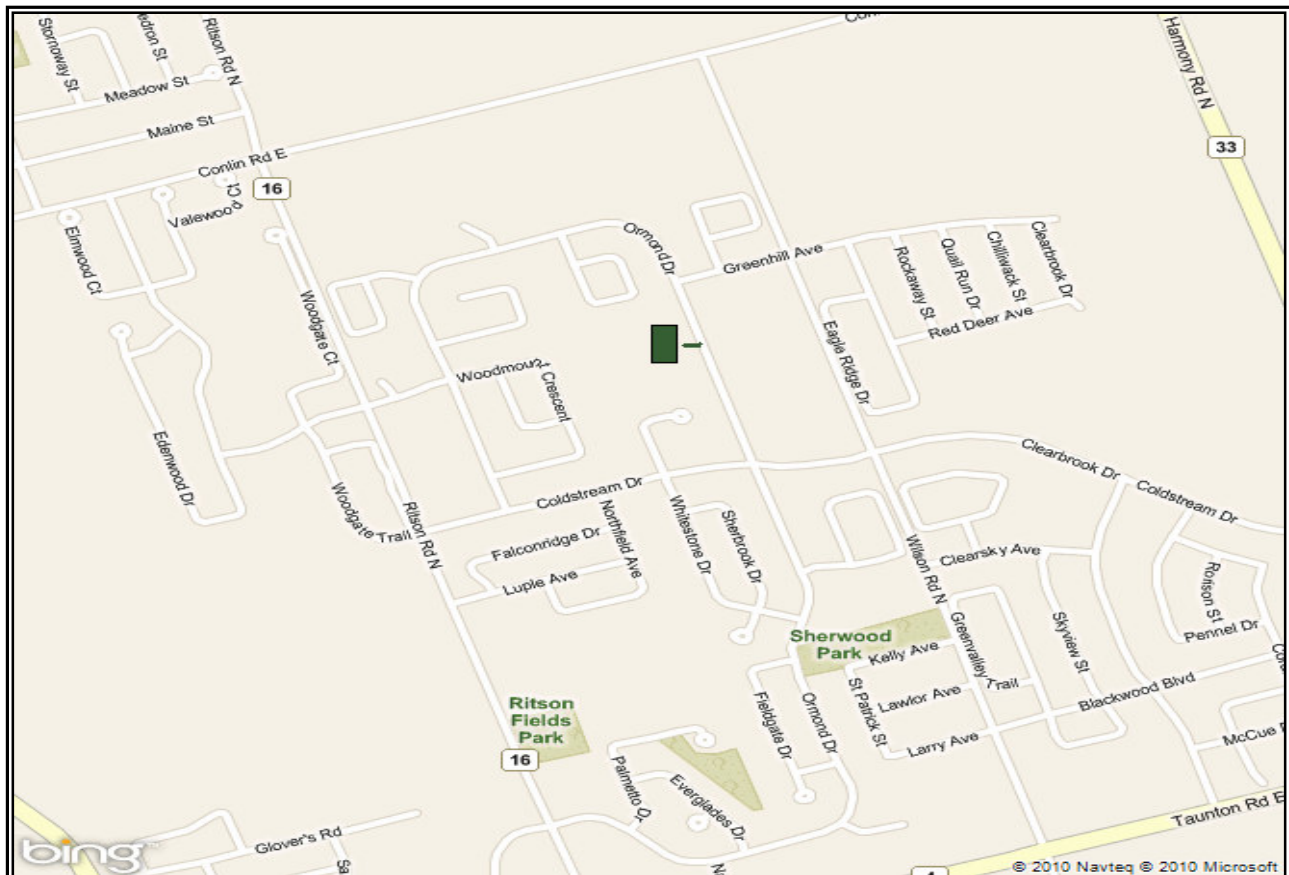 Stornoway St
Ritson Rd N
Meadow St
Maine St
Conlin Rd E
16
Valewood Ct
Elmwood Ct
Harmony Rd N
33
Ormond Dr
Greenhill Ave
Rockaway St
Quail Run Dr
Chilliwack St
Clearbrook Dr
Red Deer Ave
Woodgate Ct
Eagle Ridge Dr
Woodmount Crescent
Edenwood Dr
Woodgate Trail
Ritson Rd N
Coldstream Dr
Clearbrook Dr
Coldstream Dr
Falconridge Dr
Northfield Ave
Luple Ave
Whitestone Dr
Sherbrook Dr
Wilson Rd N
Clearsky Ave
Rorison St
Skyview St
Pennel Dr
Sherwood
Park
Kelly Ave
Greenvalley Trail
St Patrick St
Lawlor Ave
Larry Ave
Blackwood Blvd
Fieldgate Dr
Ormond Dr
Ritson
Fields
Park
16
Palmetto Dr
Everglades Dr
McCue
Taunton Rd E
Glover's Rd
bing
4
© 2010 Navteq © 2010 Microsoft